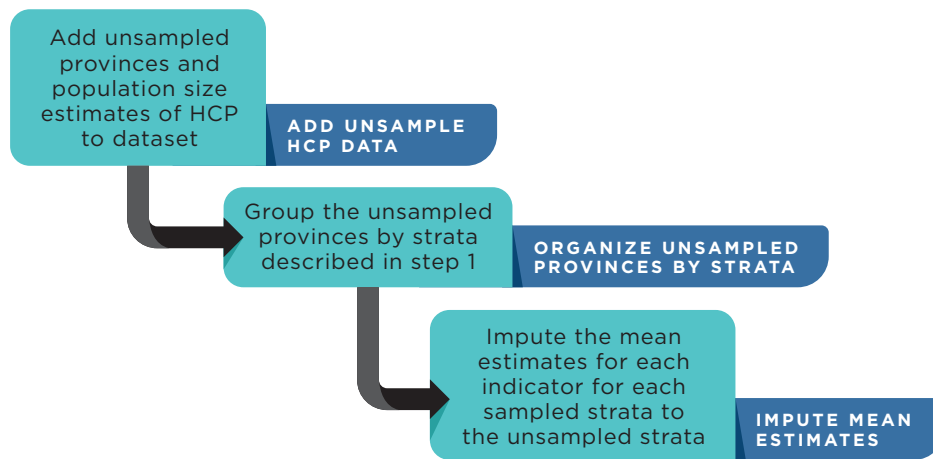 Add unsampled
provinces and
population size
estimates of HCP
to dataset
ADD UNSAMPLE
HCP DATA
Group the unsampled
provinces by strata
described in step 1
ORGANIZE UNSAMPLED
PROVINCES BY STRATA
Impute the mean
estimates for each
indicator for each
sampled strata to
the unsampled strata
IMPUTE MEAN
ESTIMATES